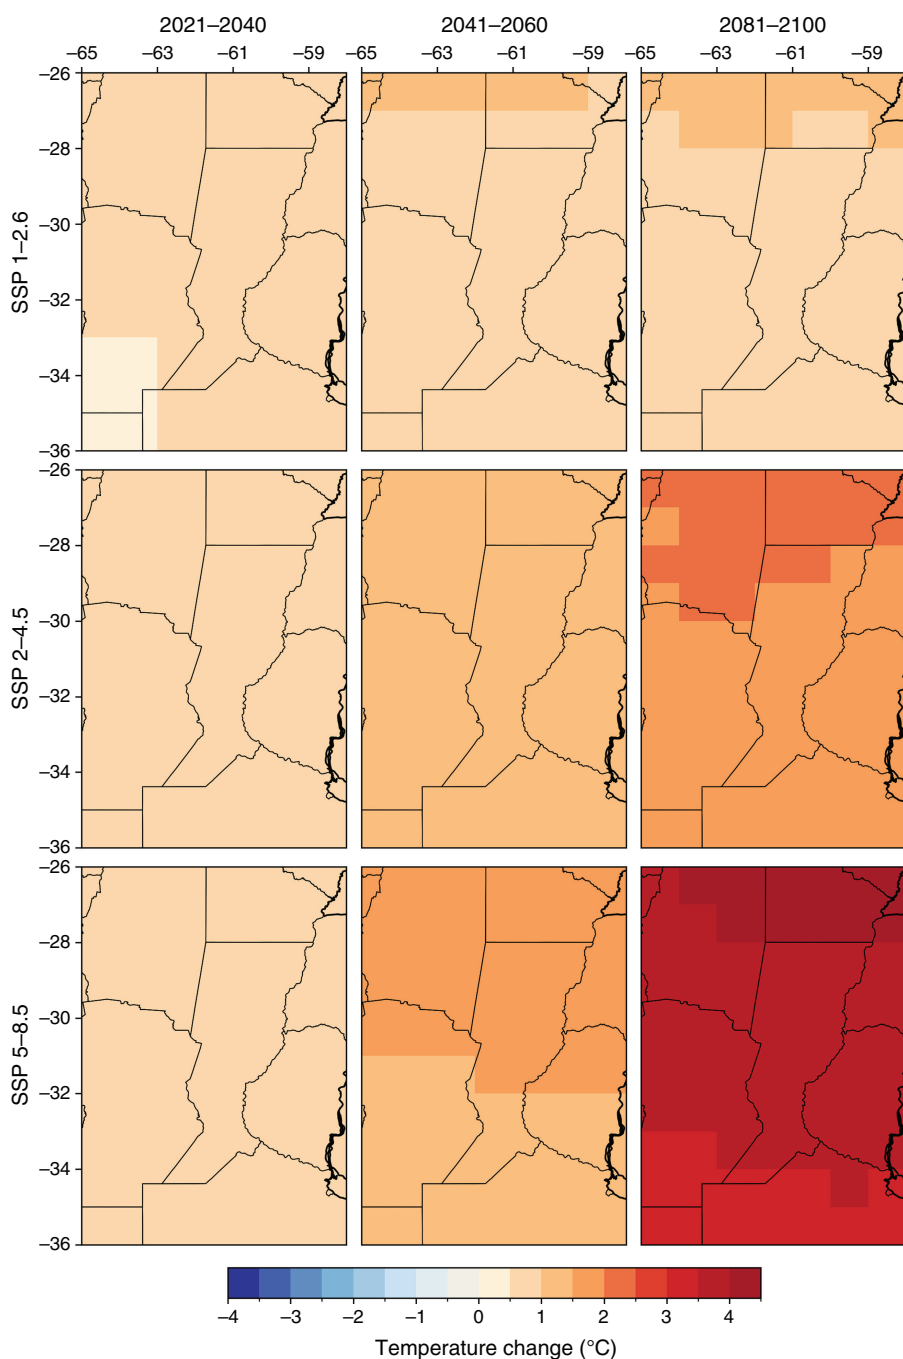 2021–2040 2041–2060 2081–2100
–65 –63 –61 –59 –65 –63 –61 –59 –65 –63 –61 –59
–26
–28
–30
–32
–34
–36
SSP 1–2.6
–26
–28
–30
–32
–34
–36
SSP 2–4.5
–26
–28
–30
–32
–34
–36
SSP 5–8.5
–4 –3 –2 –1 0 1 2 3 4
Temperature change (°C)